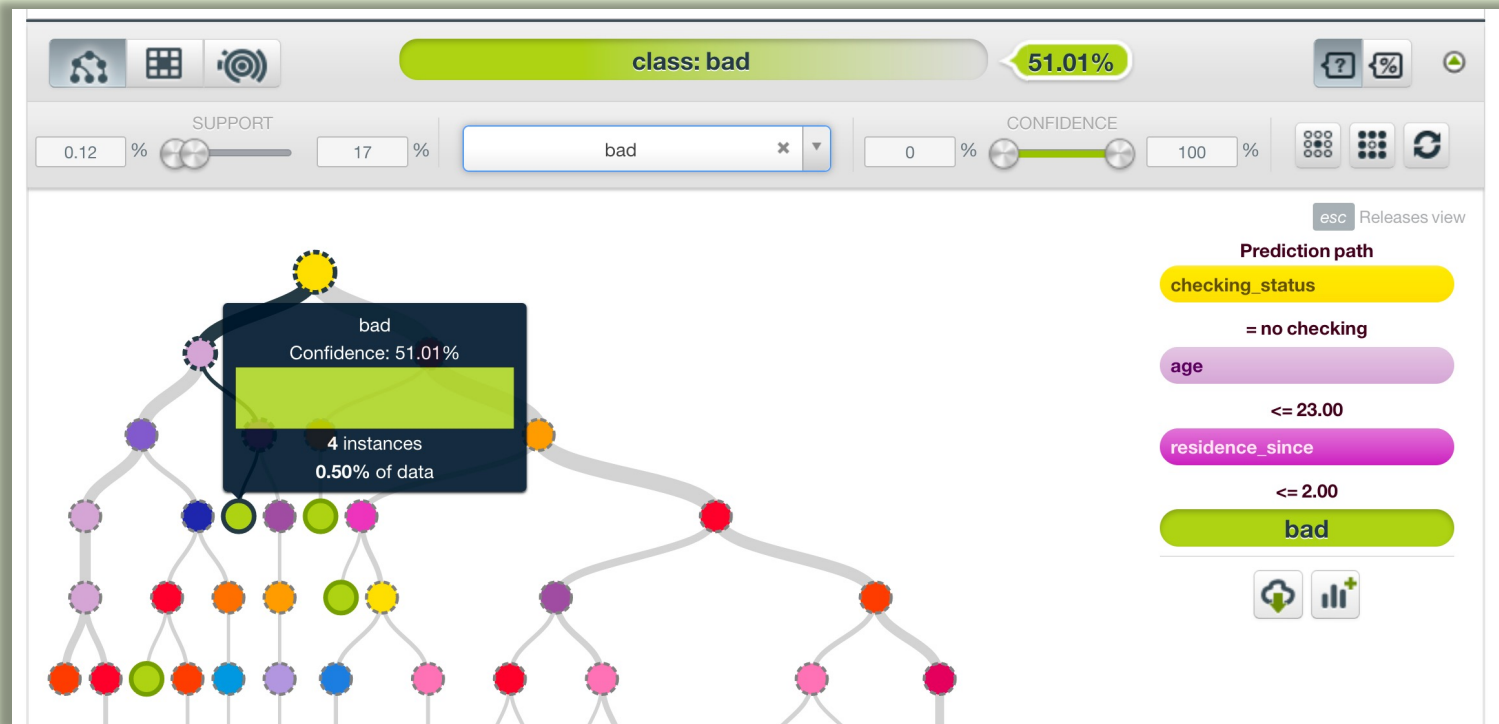 class: bad
51.01%
SUPPORT
0.12 %
17 %
bad
CONFIDENCE
0 %
100 %
esc Releases view
Prediction path
checking_status
= no checking
age
<= 23.00
residence_since
<= 2.00
bad
bad
Confidence: 51.01%
4 instances
0.50% of data